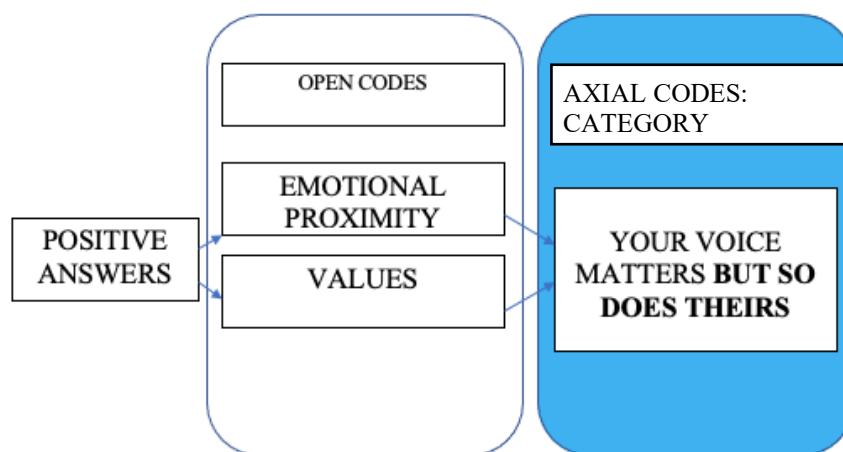 OPEN CODES
AXIAL CODES:
CATEGORY
POSITIVE
ANSWERS
EMOTIONAL
PROXIMITY
VALUES
YOUR VOICE
MATTERS BUT SO
DOES THEIRS